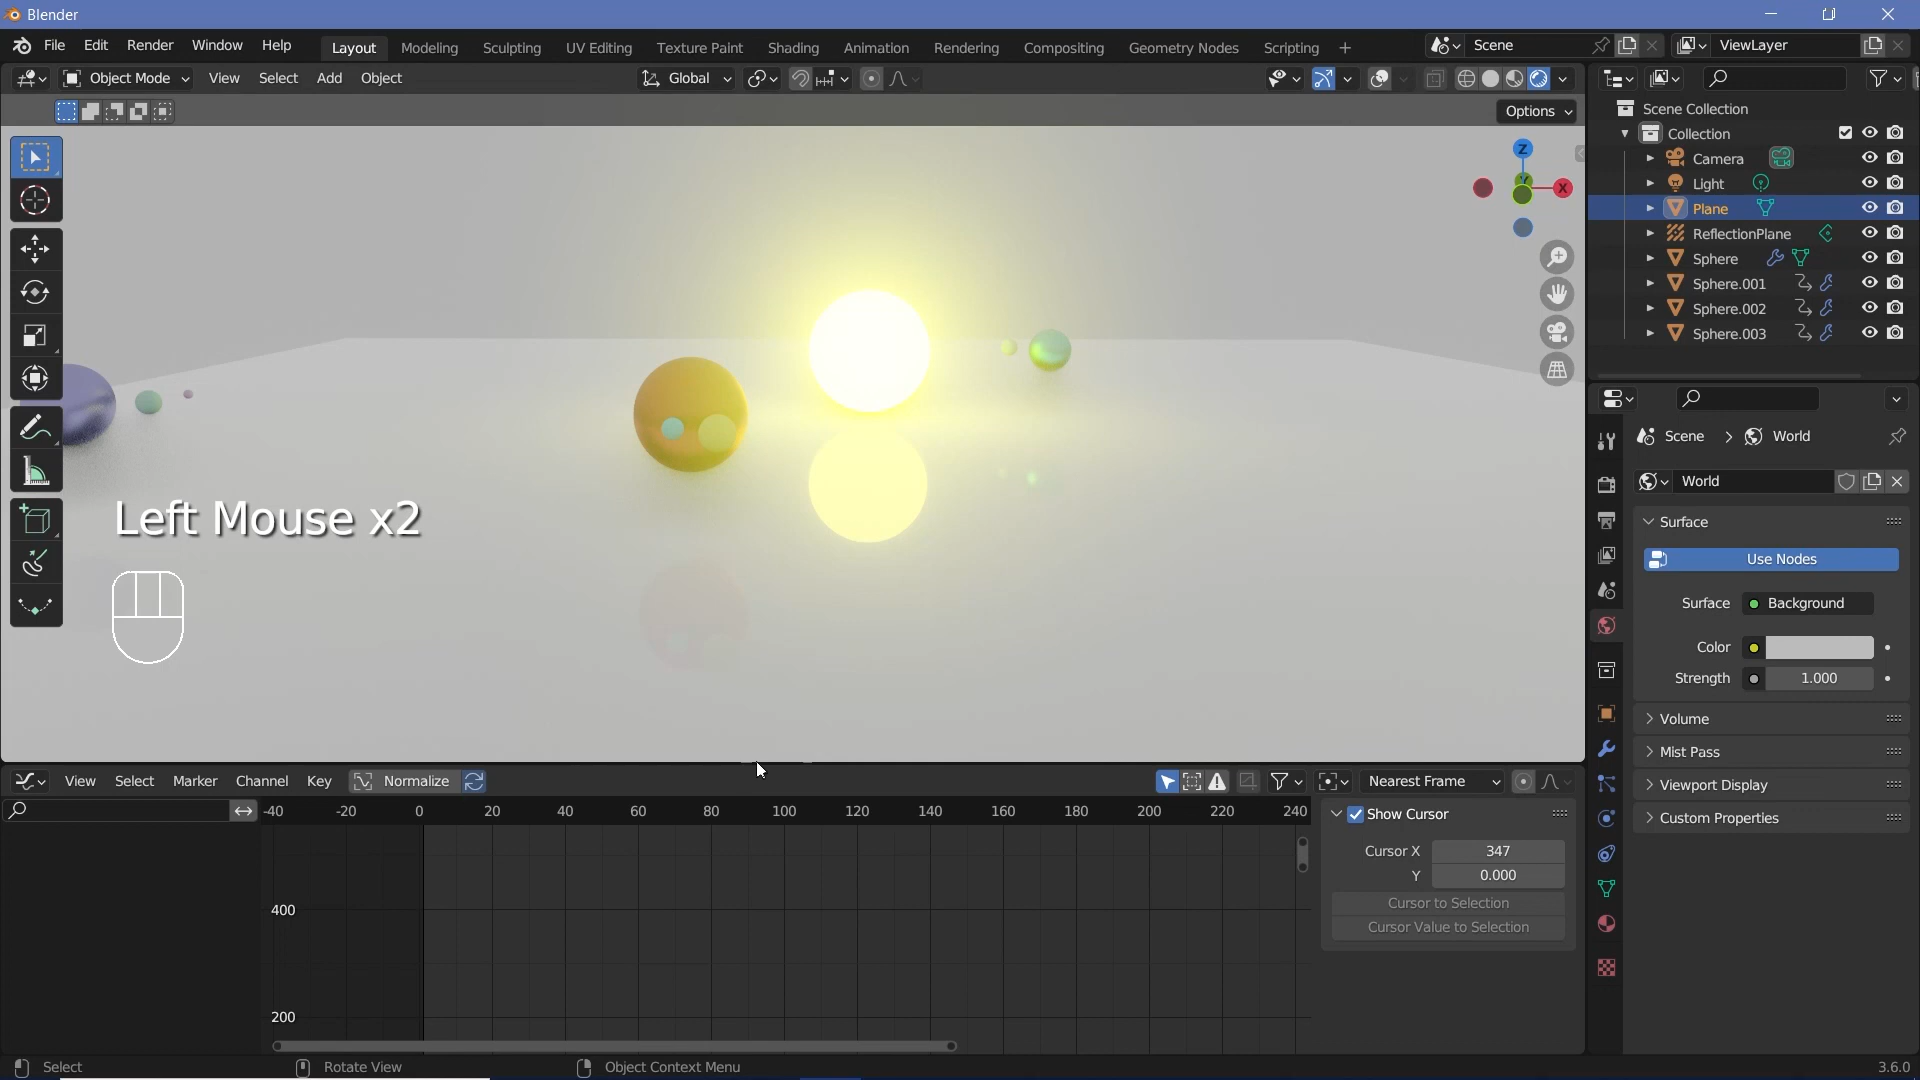 Blender
File Edit Render Window Help Layout Modeling Sculpting UV Editing Texture Paint Shading Animation Rendering Compositing Geometry Nodes Scripting + Scene ViewLayer
Object Mode View Select Add Object Global
Options
Z
X
Scene Collection
Collection
Camera
Light
Plane
ReflectionPlane
Sphere
Sphere.001
Sphere.002
Sphere.003
Scene > World
World
Surface
Use Nodes
Surface Background
Color
Strength 1.000
Volume
Mist Pass
Viewport Display
Custom Properties
Left Mouse x2
View Select Marker Channel Key Normalize Nearest Frame
-40 -20 0 20 40 60 80 100 120 140 160 180 200 220 240
400
200
Show Cursor
Cursor X 347
Y 0.000
Cursor to Selection
Cursor Value to Selection
Select Rotate View Object Context Menu 3.6.0